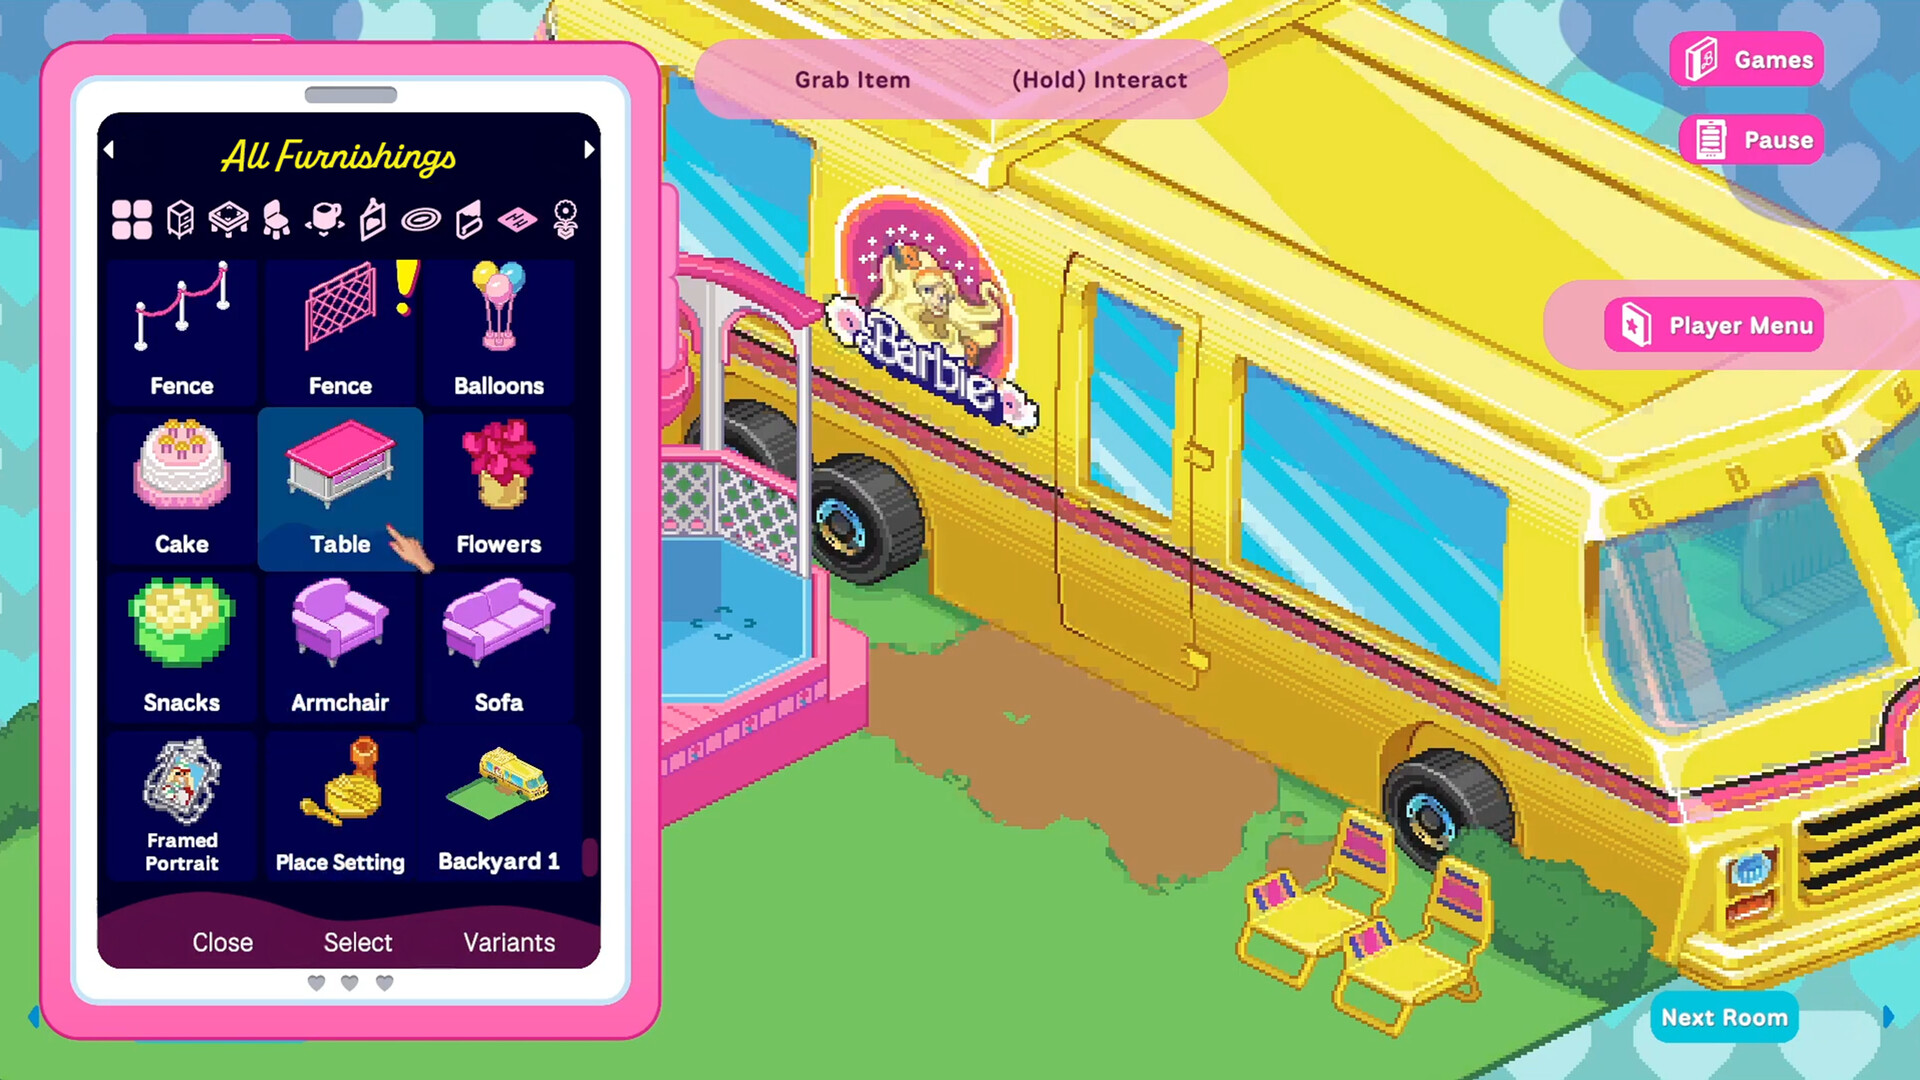 Grab Item
(Hold) Interact
Games
Pause
Player Menu
All Furnishings
Fence
Fence
Balloons
Cake
Table
Flowers
Snacks
Armchair
Sofa
Framed
Portrait
Place Setting
Backyard 1
Close
Select
Variants
Barbie
Next Room